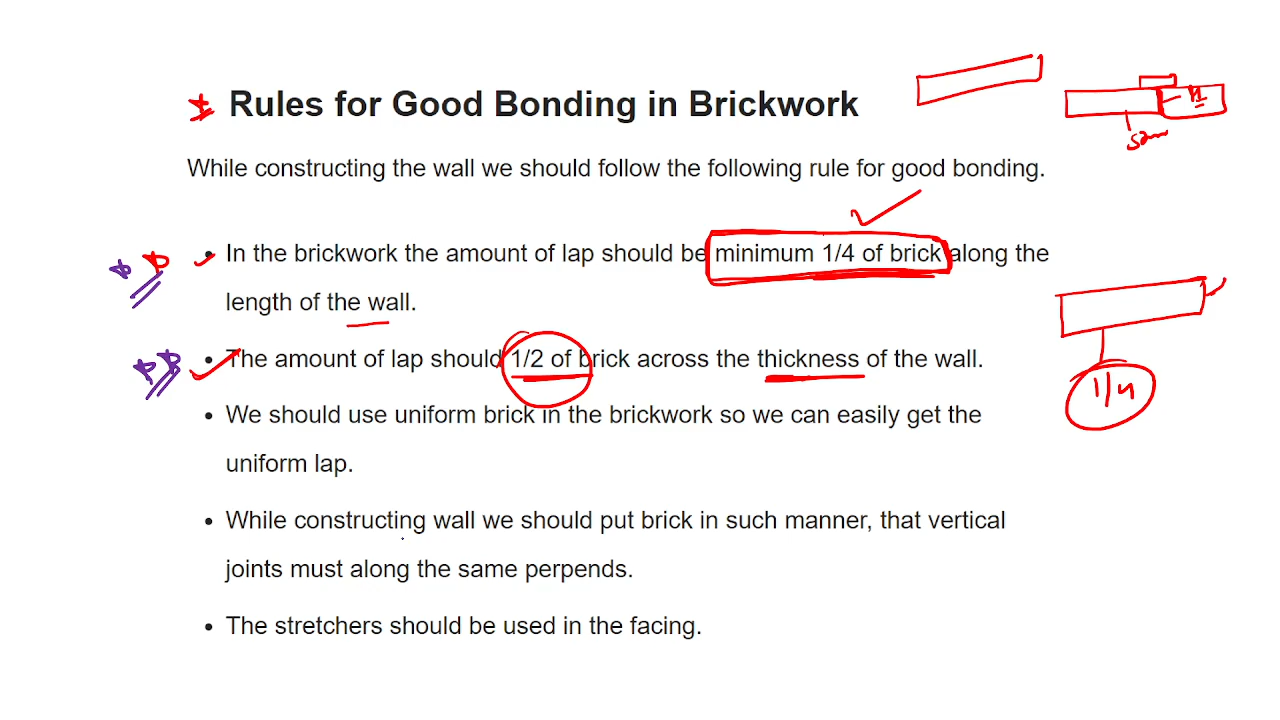 Rules for Good Bonding in Brickwork
While constructing the wall we should follow the following rule for good bonding.
In the brickwork the amount of lap should be minimum 1/4 of brick along the
length of the wall.
The amount of lap should 1/2 of brick across the thickness of the wall.
1/4
We should use uniform brick in the brickwork so we can easily get the
uniform lap.
While constructing wall we should put brick in such manner, that vertical
joints must along the same perpends.
The stretchers should be used in the facing.